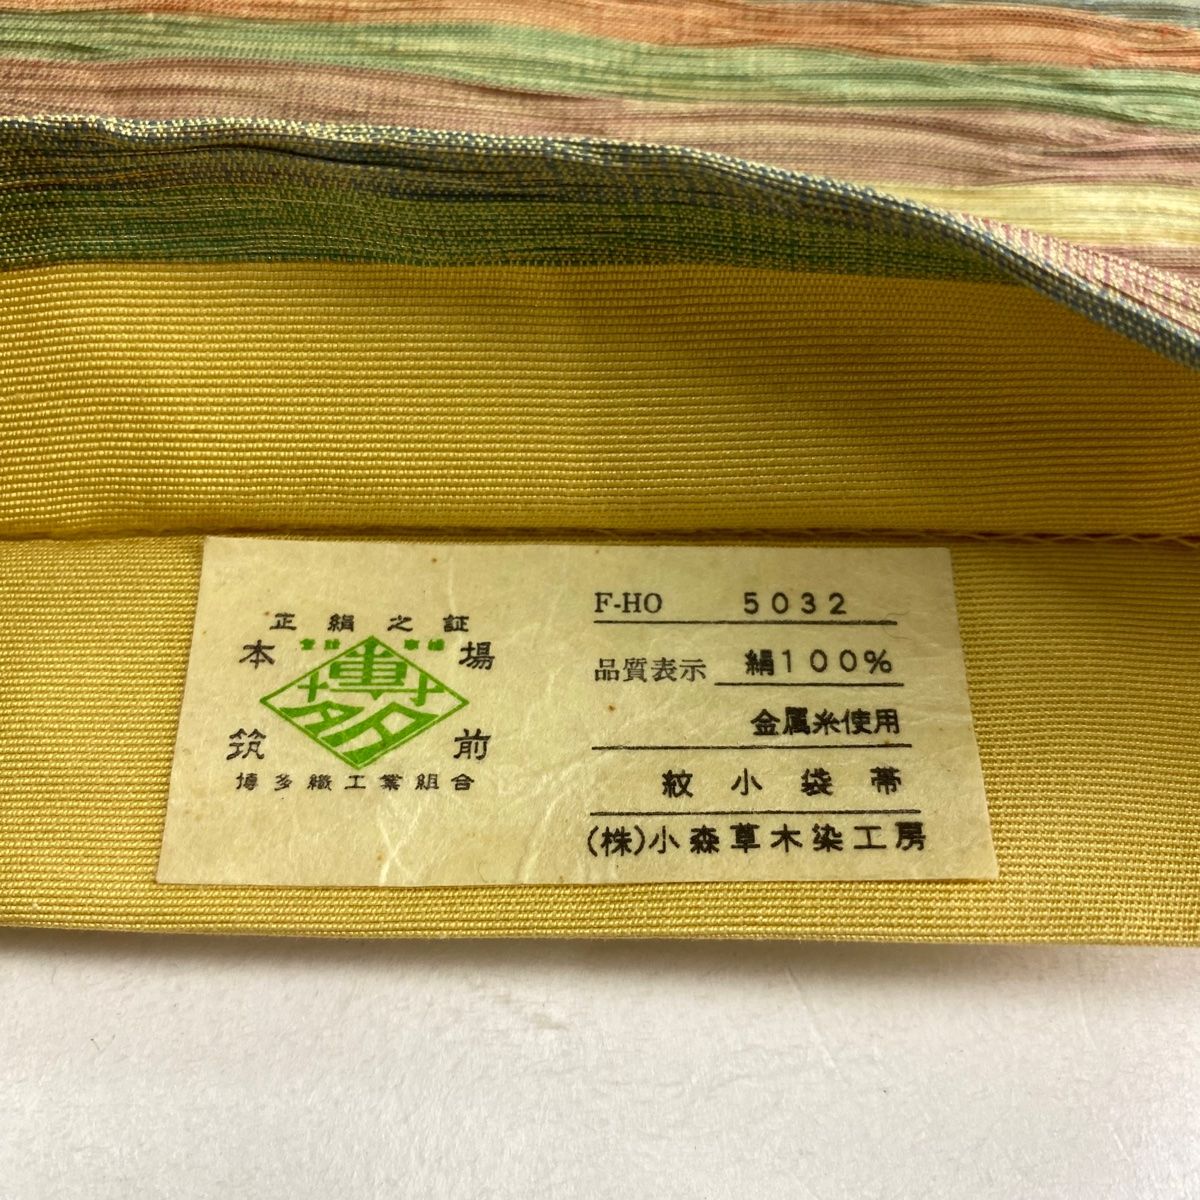 正絹之証
本場
博多
筑前
博多織工業組合
F-HO 5032
品質表示 絹100%
金属糸使用
紋小袋帯
(株)小森草木染工房